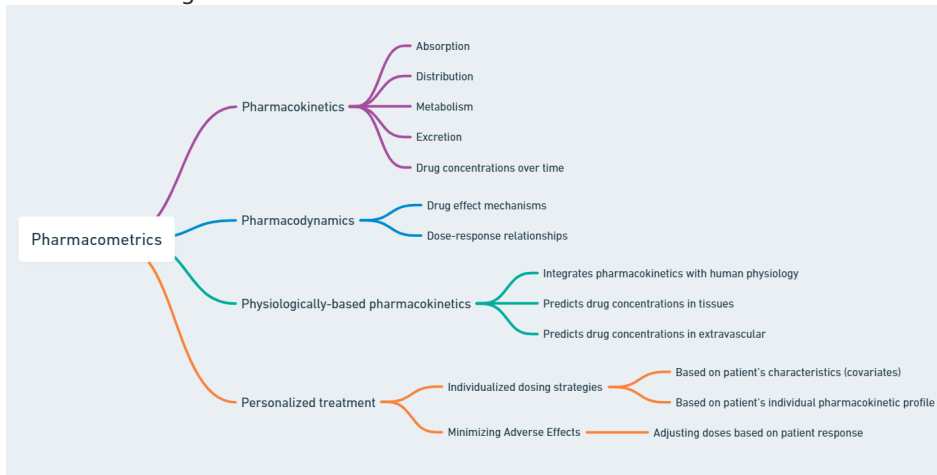 Pharmacometrics
Pharmacokinetics
Absorption
Distribution
Metabolism
Excretion
Drug concentrations over time
Pharmacodynamics
Drug effect mechanisms
Dose-response relationships
Physiologically-based pharmacokinetics
Integrates pharmacokinetics with human physiology
Predicts drug concentrations in tissues
Predicts drug concentrations in extravascular
Personalized treatment
Individualized dosing strategies
Based on patient's characteristics (covariates)
Based on patient's individual pharmacokinetic profile
Minimizing Adverse Effects
Adjusting doses based on patient response